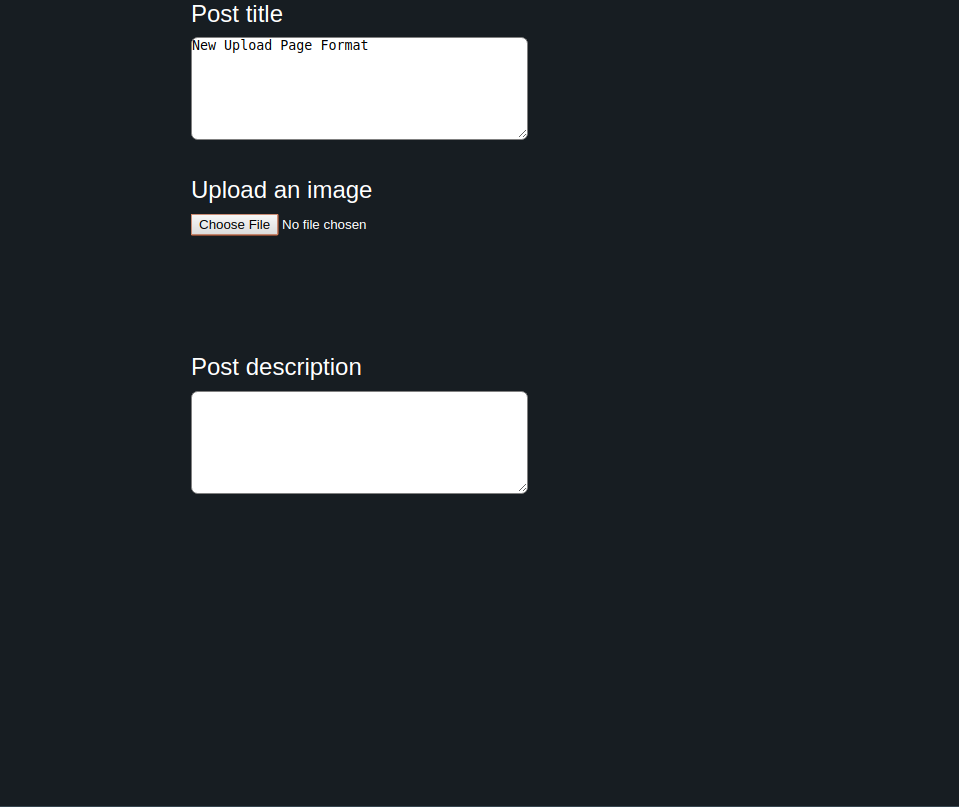 Post title
New Upload Page Format
Upload an image
Choose File No file chosen
Post description